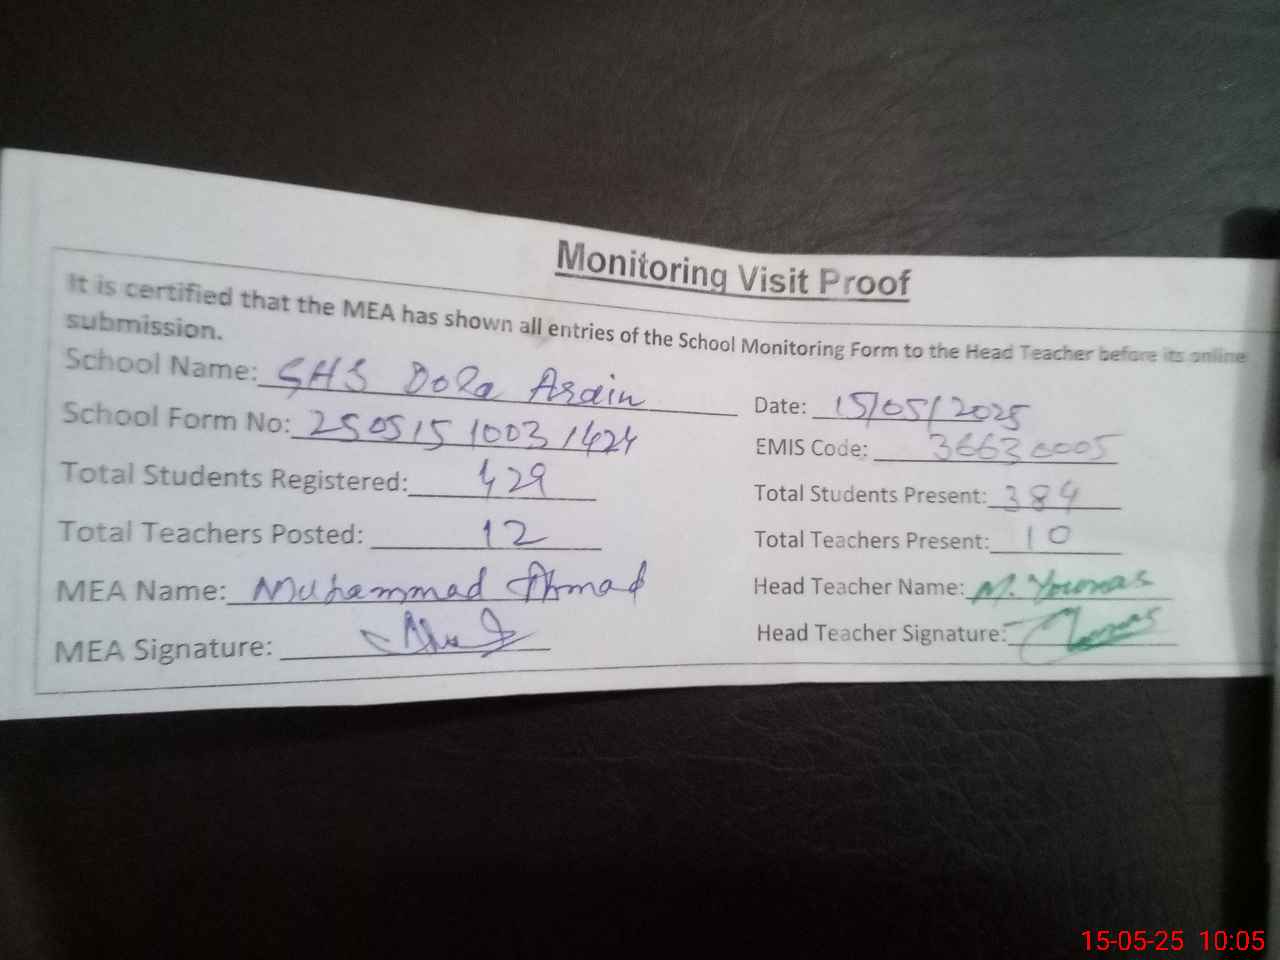 Monitoring Visit Proof
It is certified that the MEA has shown all entries of the School Monitoring Form to the Head Teacher before its online
submission.
School Name: GHS Dola Arain Date: 15/05/2025
School Form No: 250515 1003 1424 EMIS Code: 36630005
Total Students Registered: 429 Total Students Present: 384
Total Teachers Posted: 12 Total Teachers Present: 10
MEA Name: Muhammad Ahmad Head Teacher Name: M. Younas
MEA Signature: Head Teacher Signature:
15-05-25 10:05